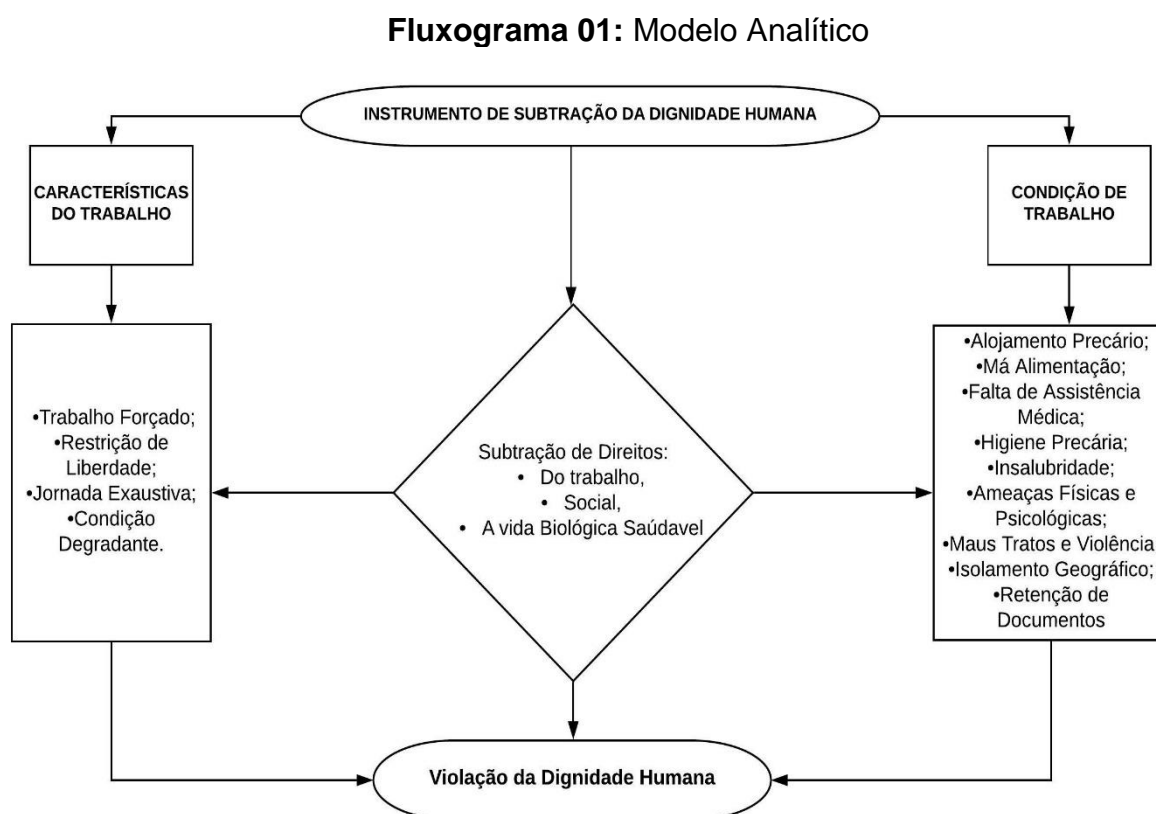 Fluxograma 01: Modelo Analítico
INSTRUMENTO DE SUBTRAÇÃO DA DIGNIDADE HUMANA
CARACTERÍSTICAS
DO TRABALHO
CONDIÇÃO DE
TRABALHO
•Trabalho Forçado;
•Restrição de
Liberdade;
•Jornada Exaustiva;
•Condição
Degradante.
Subtração de Direitos:
• Do trabalho,
• Social,
• A vida Biológica Saúdavel
•Alojamento Precário;
•Má Alimentação;
•Falta de Assistência
Médica;
•Higiene Precária;
•Insalubridade;
•Ameaças Físicas e
Psicológicas;
•Maus Tratos e Violência
•Isolamento Geográfico;
•Retenção de
Documentos
Violação da Dignidade Humana